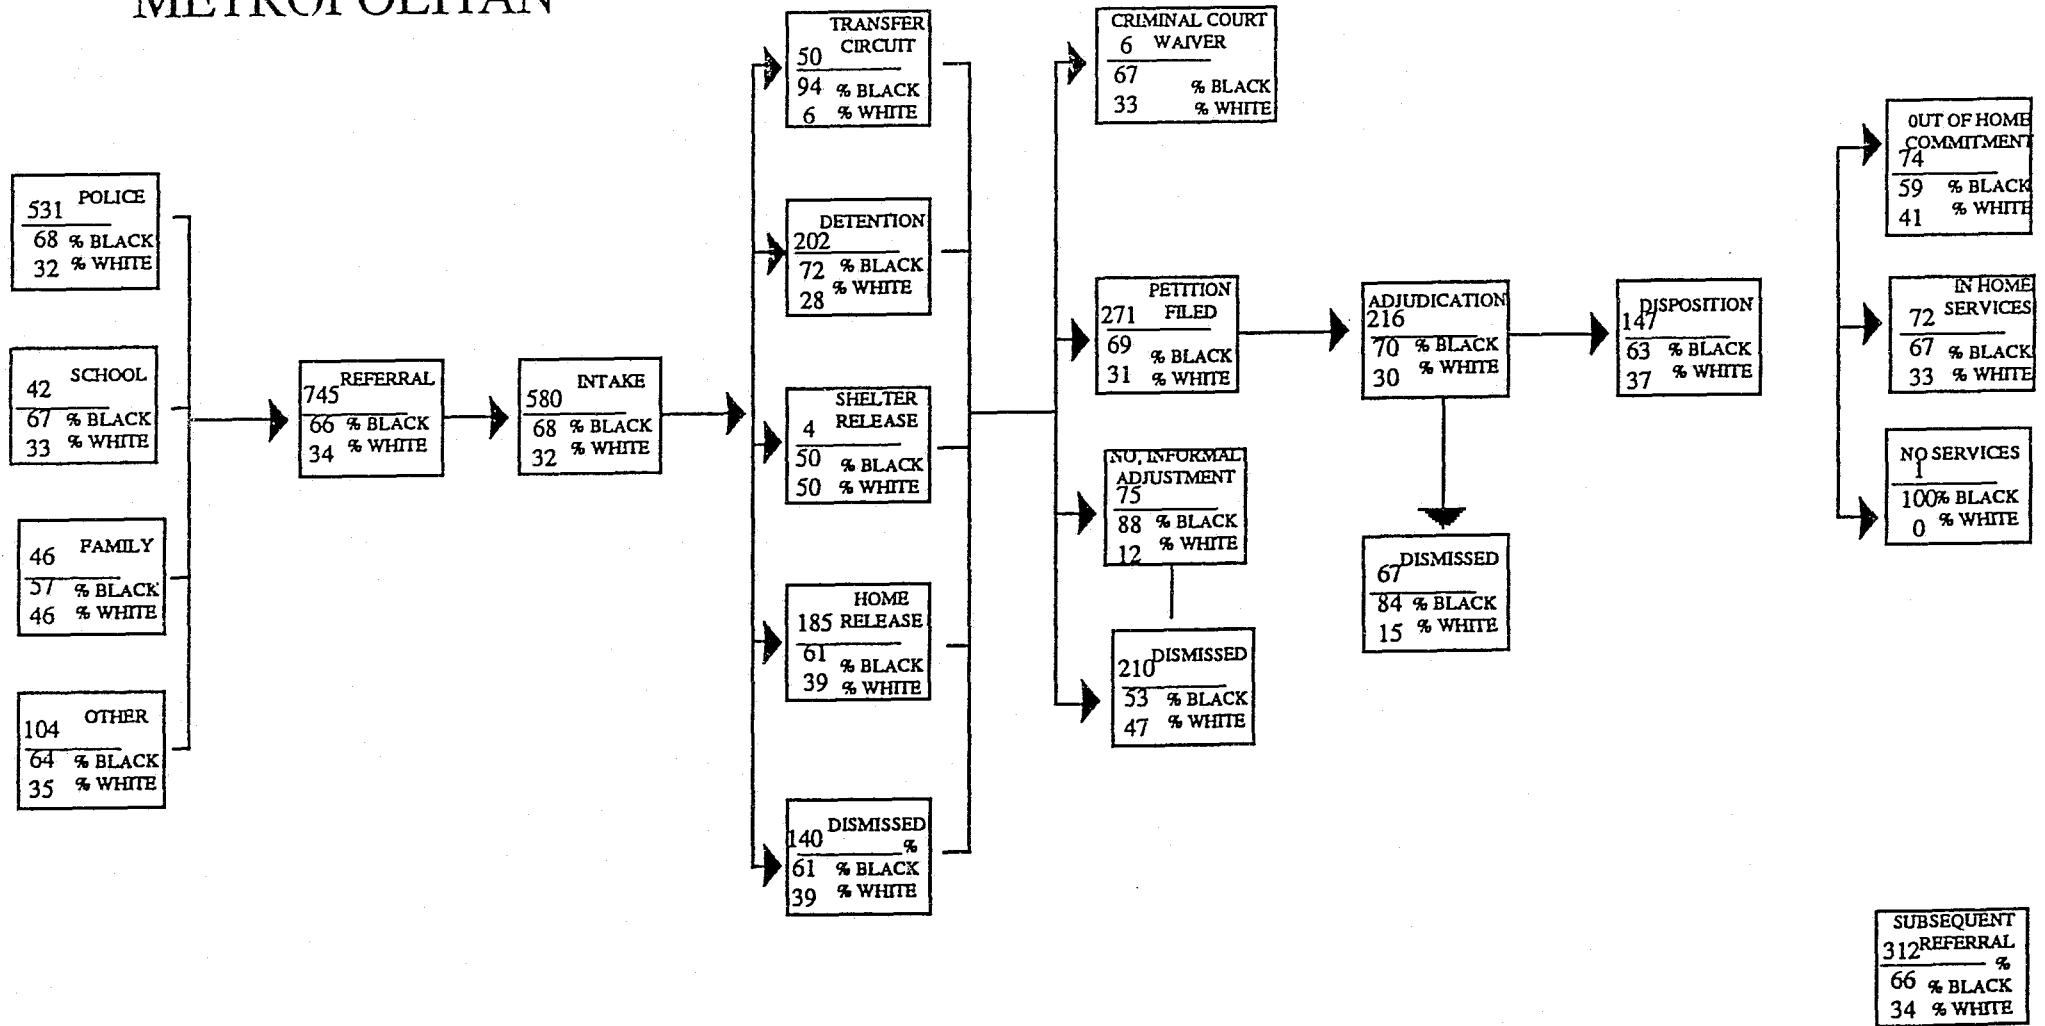 METROPOLITAN
POLICE
531
68 % BLACK
32 % WHITE
SCHOOL
42
67 % BLACK
33 % WHITE
FAMILY
46
57 % BLACK
46 % WHITE
OTHER
104
64 % BLACK
35 % WHITE
REFERRAL
745
66 % BLACK
34 % WHITE
INTAKE
580
68 % BLACK
32 % WHITE
TRANSFER
CIRCUIT
50
94 % BLACK
6 % WHITE
DETENTION
202
72 % BLACK
28 % WHITE
SHELTER
4 RELEASE
50 % BLACK
50 % WHITE
HOME
185 RELEASE
61 % BLACK
39 % WHITE
DISMISSED
140 %
61 % BLACK
39 % WHITE
CRIMINAL COURT
6 WAIVER
67 % BLACK
33 % WHITE
PETITION
271 FILED
69 % BLACK
31 % WHITE
NO, INFORMAL
ADJUSTMENT
75
88 % BLACK
12 % WHITE
DISMISSED
210
53 % BLACK
47 % WHITE
ADJUDICATION
216
70 % BLACK
30 % WHITE
DISMISSED
67
84 % BLACK
15 % WHITE
DISPOSITION
147
63 % BLACK
37 % WHITE
OUT OF HOME
COMMITMENT
74
59 % BLACK
41 % WHITE
IN HOME
72 SERVICES
67 % BLACK
33 % WHITE
NO SERVICES
1
100% BLACK
0 % WHITE
SUBSEQUENT
312 REFERRAL
%
66 % BLACK
34 % WHITE